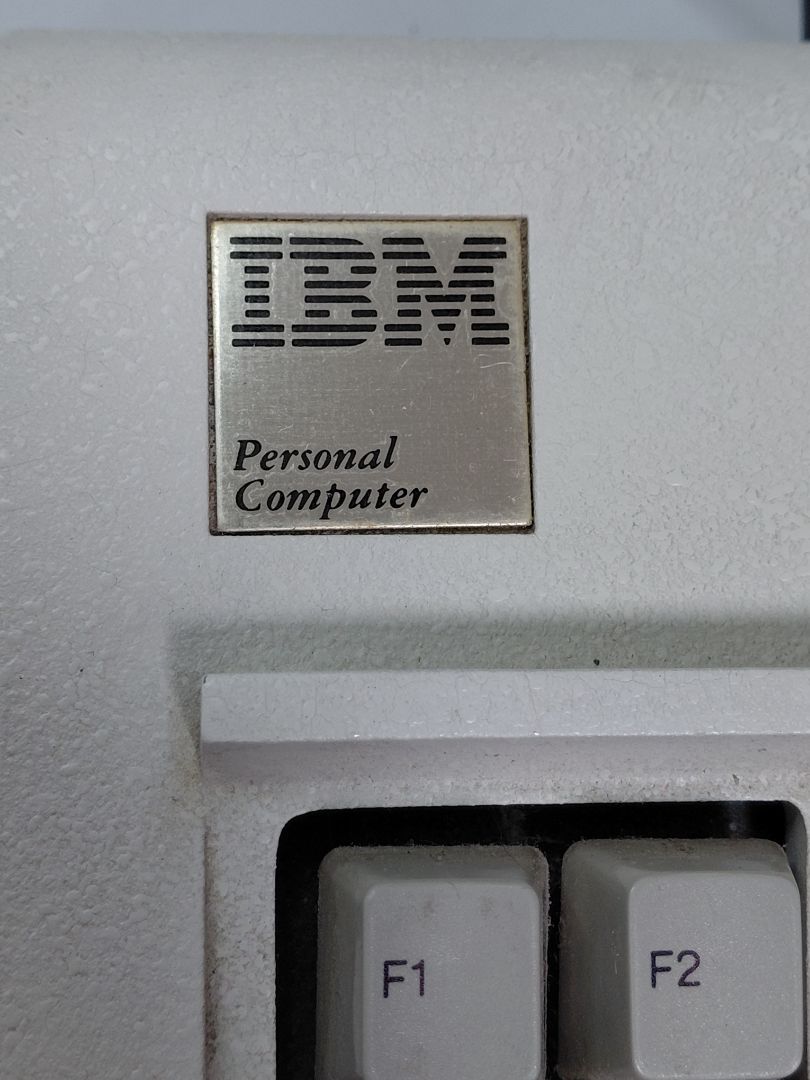 IBM
Personal
Computer
F1 F2